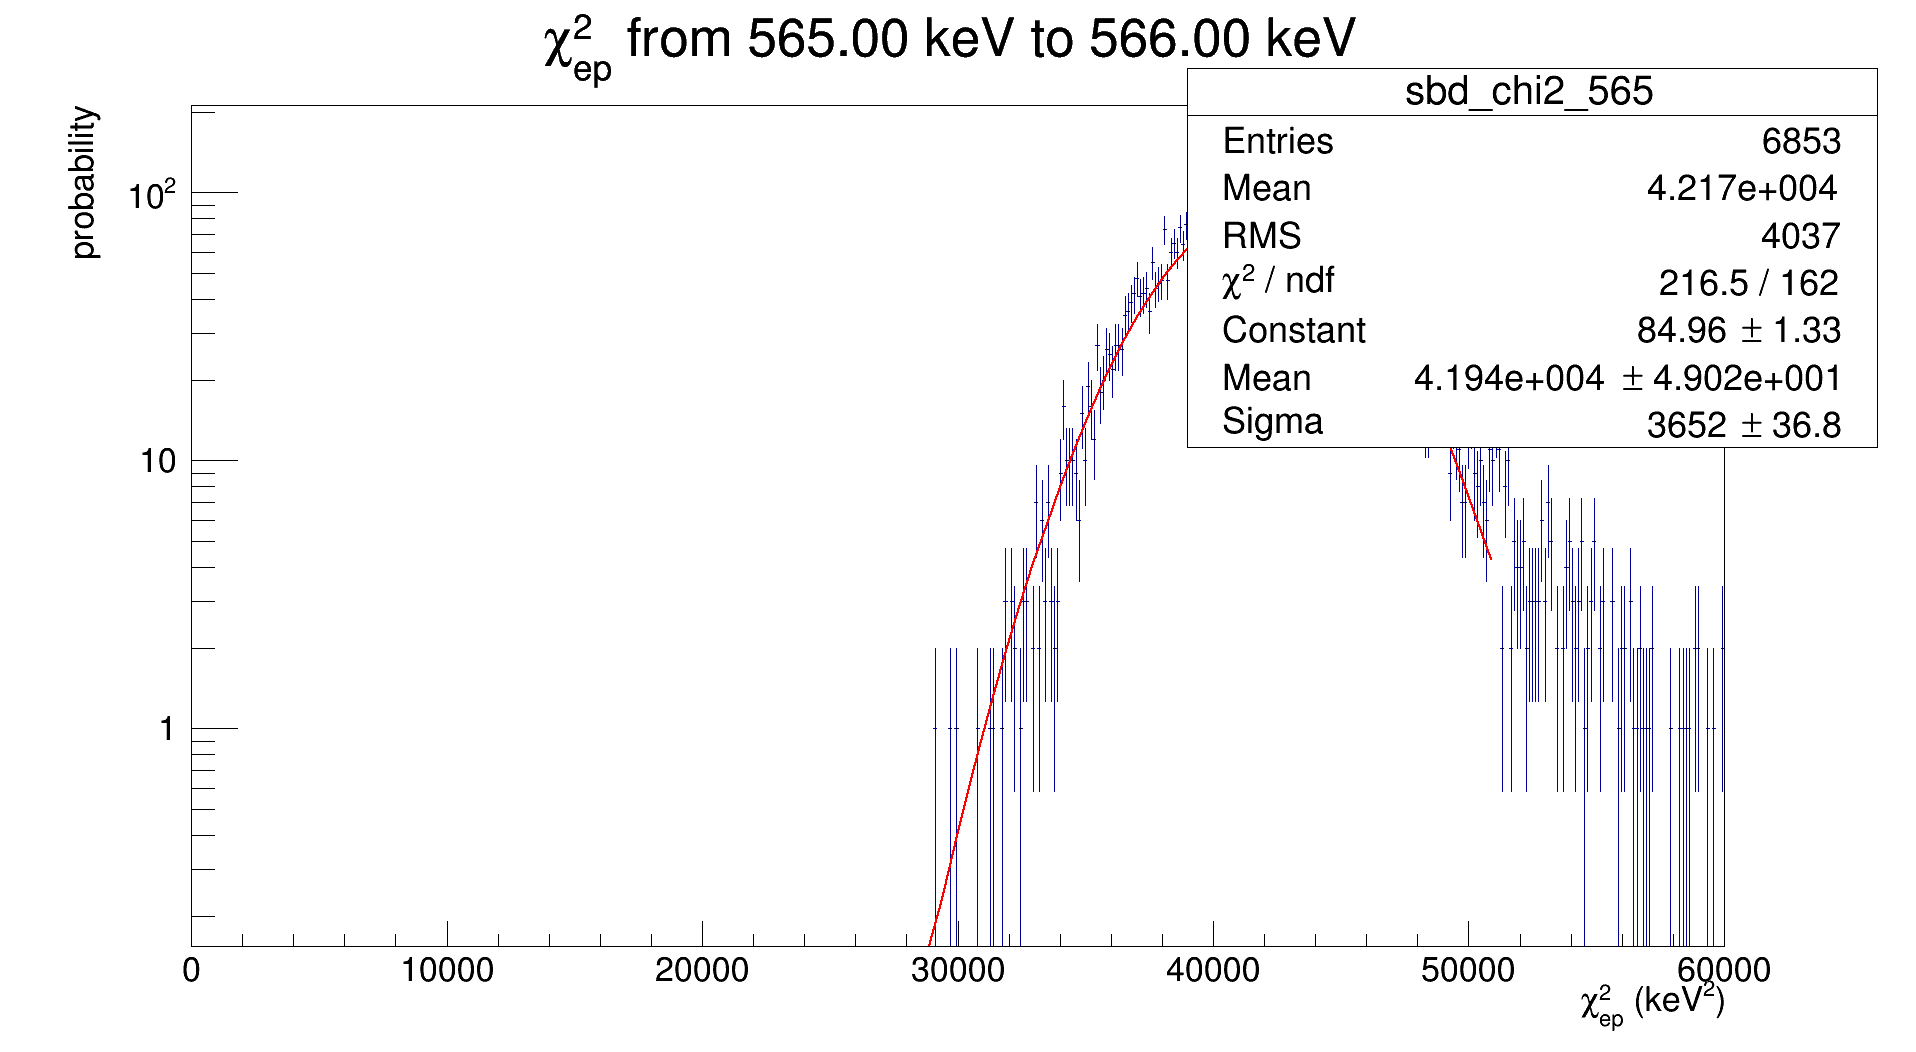 χ²ep from 565.00 keV to 566.00 keV
sbd_chi2_565
Entries 6853
Mean 4.217e+004
RMS 4037
χ² / ndf 216.5 / 162
Constant 84.96 ± 1.33
Mean 4.194e+004 ± 4.902e+001
Sigma 3652 ± 36.8
probability
10²
10
1
0 10000 20000 30000 40000 50000 60000
χ²ep (keV²)